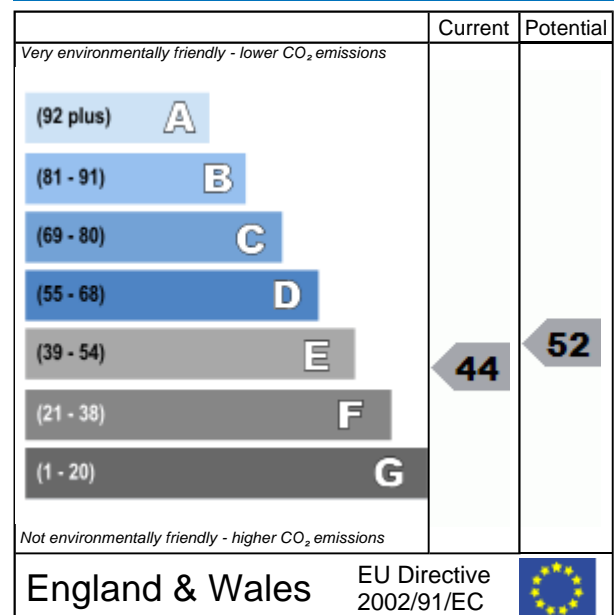 Current Potential
Very environmentally friendly - lower CO₂ emissions
(92 plus) A
(81 - 91) B
(69 - 80) C
(55 - 68) D
(39 - 54) E
44
52
(21 - 38) F
(1 - 20) G
Not environmentally friendly - higher CO₂ emissions
England & Wales
EU Directive
2002/91/EC